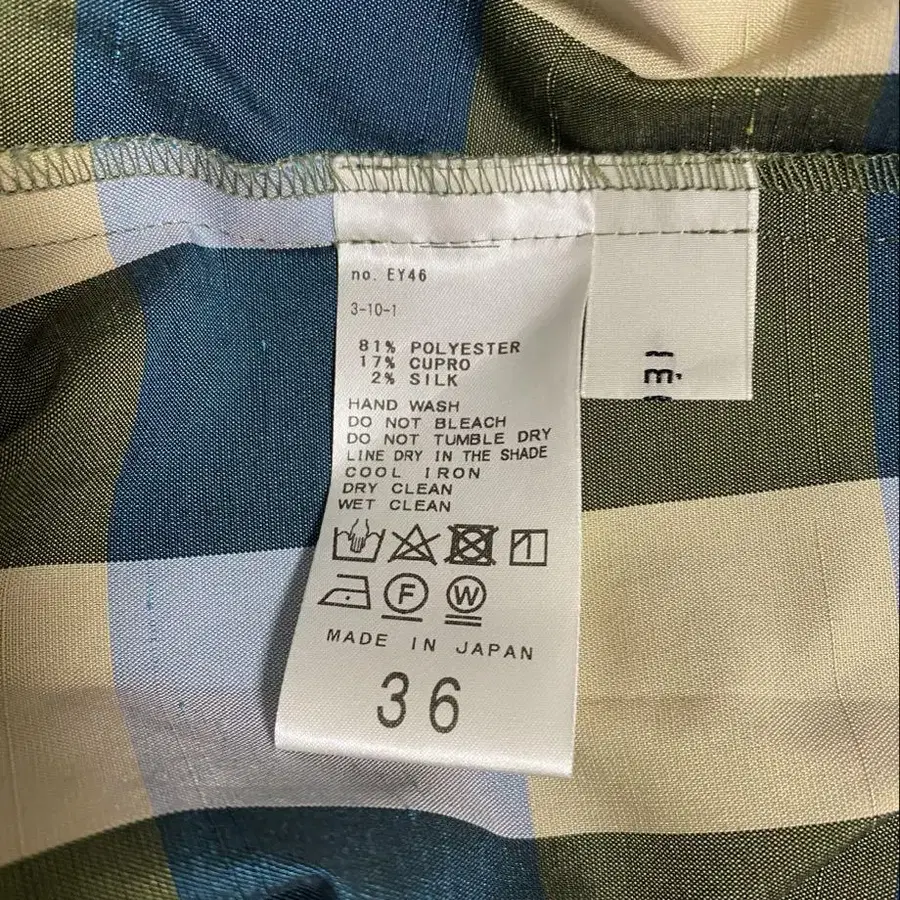 no. EY46
3-10-1
81% POLYESTER
17% CUPRO
2% SILK
HAND WASH
DO NOT BLEACH
DO NOT TUMBLE DRY
LINE DRY IN THE SHADE
COOL IRON
DRY CLEAN
WET CLEAN
F W
MADE IN JAPAN
36